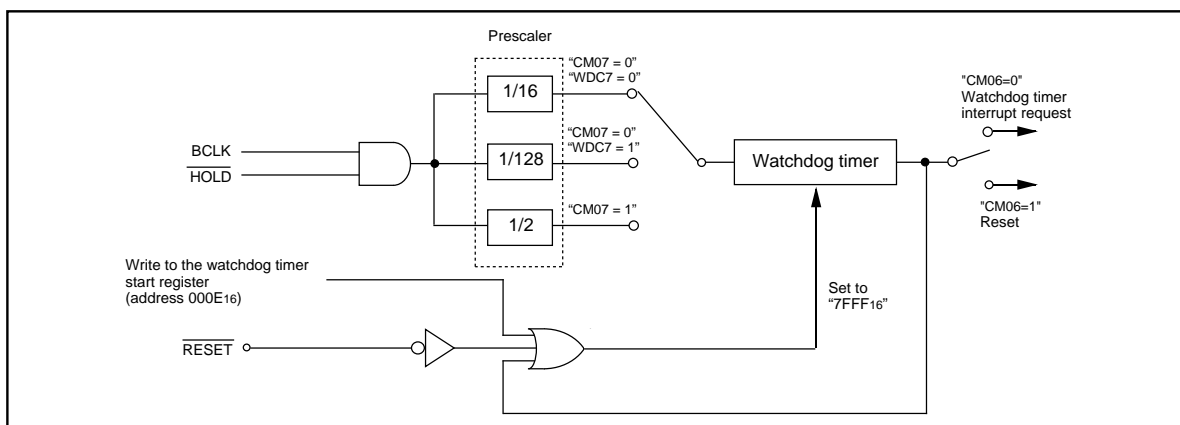 Prescaler
“CM07 = 0”
“WDC7 = 0”
1/16
"CM06=0"
Watchdog timer
interrupt request
BCLK
HOLD
“CM07 = 0”
“WDC7 = 1”
1/128
Watchdog timer
“CM07 = 1”
1/2
"CM06=1"
Reset
Write to the watchdog timer
start register
(address 000E16)
Set to
“7FFF16”
RESET